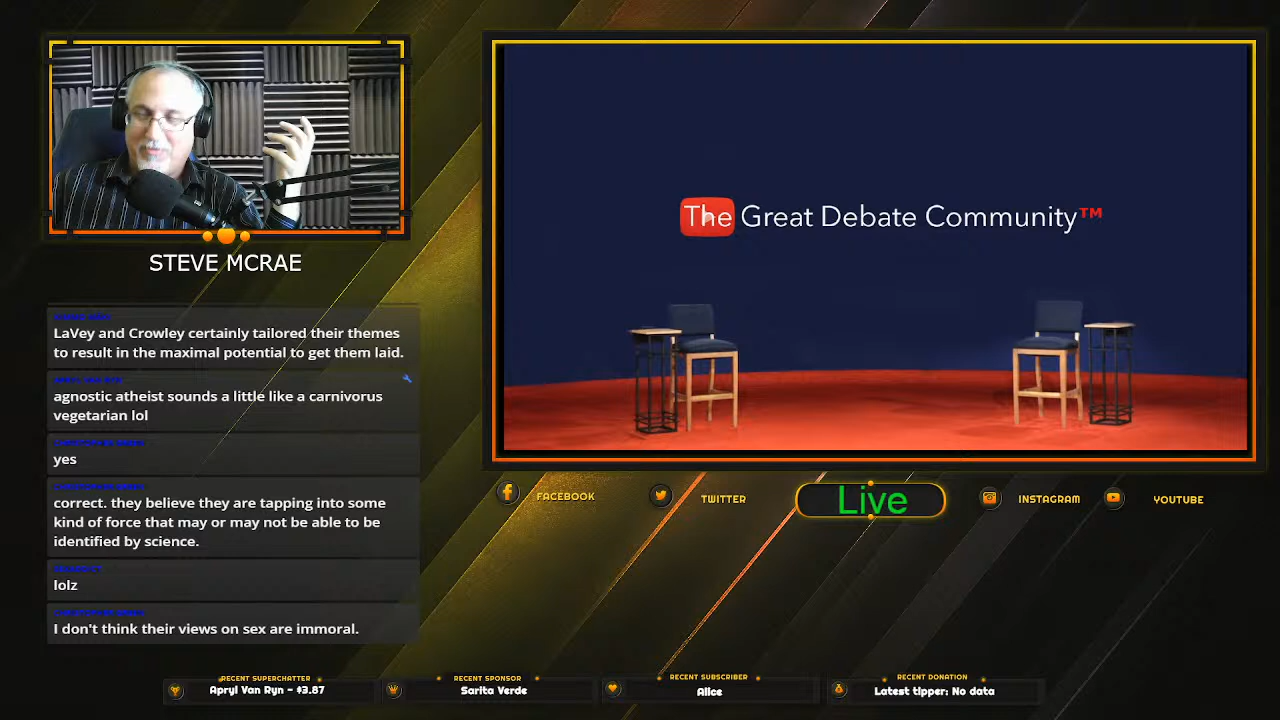 The Great Debate Community™
STEVE MCRAE
LaVey and Crowley certainly tailored their themes
to result in the maximal potential to get them laid.
agnostic atheist sounds a little like a carnivorus
vegetarian lol
yes
correct. they believe they are tapping into some
kind of force that may or may not be able to be
identified by science.
lolz
I don't think their views on sex are immoral.
FACEBOOK
TWITTER
Live
INSTAGRAM
YOUTUBE
RECENT SUPERCHATTER
Apryl Van Ryn - $3.87
RECENT SPONSOR
Sarita Verde
RECENT SUBSCRIBER
Alice
RECENT DONATION
Latest tipper: No data